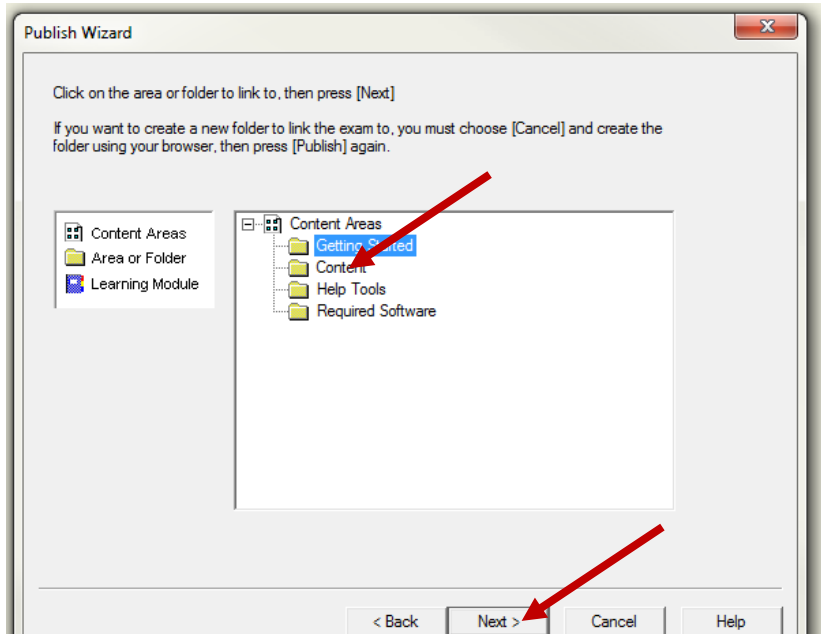 Publish Wizard
Click on the area or folder to link to, then press [Next]
If you want to create a new folder to link the exam to, you must choose [Cancel] and create the
folder using your browser, then press [Publish] again.
Content Areas
Area or Folder
Learning Module
Content Areas
Getting Started
Content
Help Tools
Required Software
< Back Next > Cancel Help